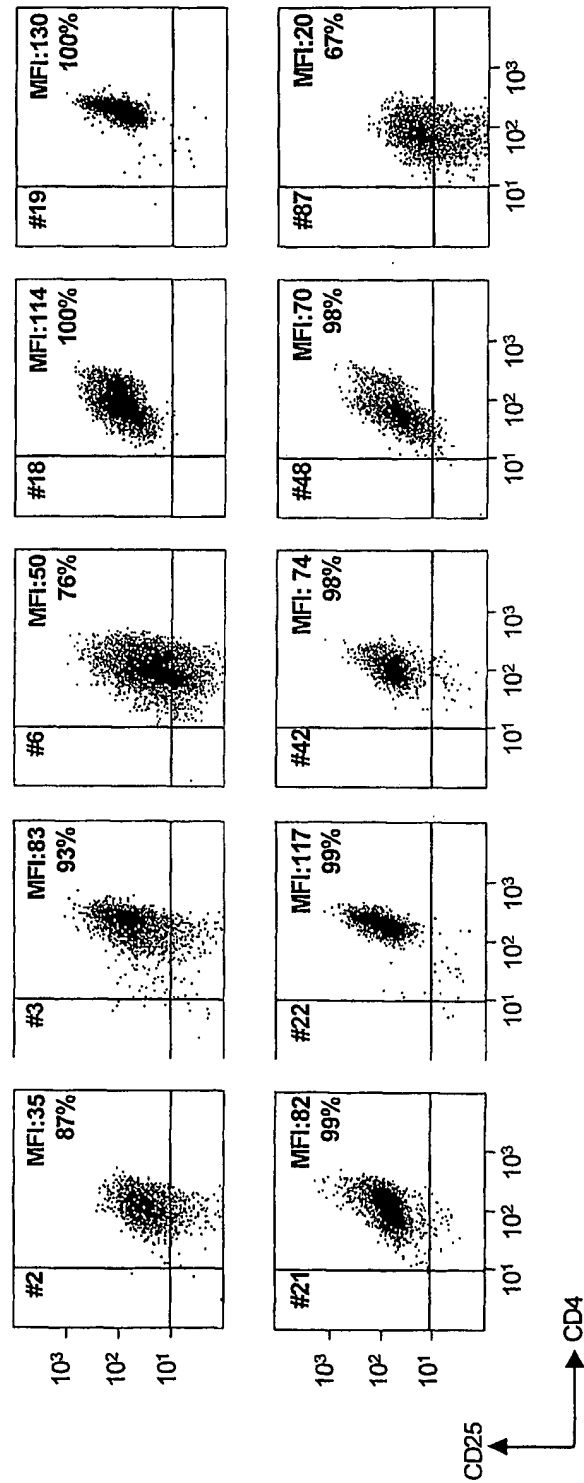 #2
MFI:35
87%
#3
MFI:83
93%
#6
MFI:50
76%
#18
MFI:114
100%
#19
MFI:130
100%
10³
10²
10¹
#21
MFI:82
99%
#22
MFI:117
99%
#42
MFI: 74
98%
#48
MFI:70
98%
#87
MFI:20
67%
10³
10²
10¹
10¹ 10² 10³
10¹ 10² 10³
10¹ 10² 10³
10¹ 10² 10³
10¹ 10² 10³
CD25
CD4